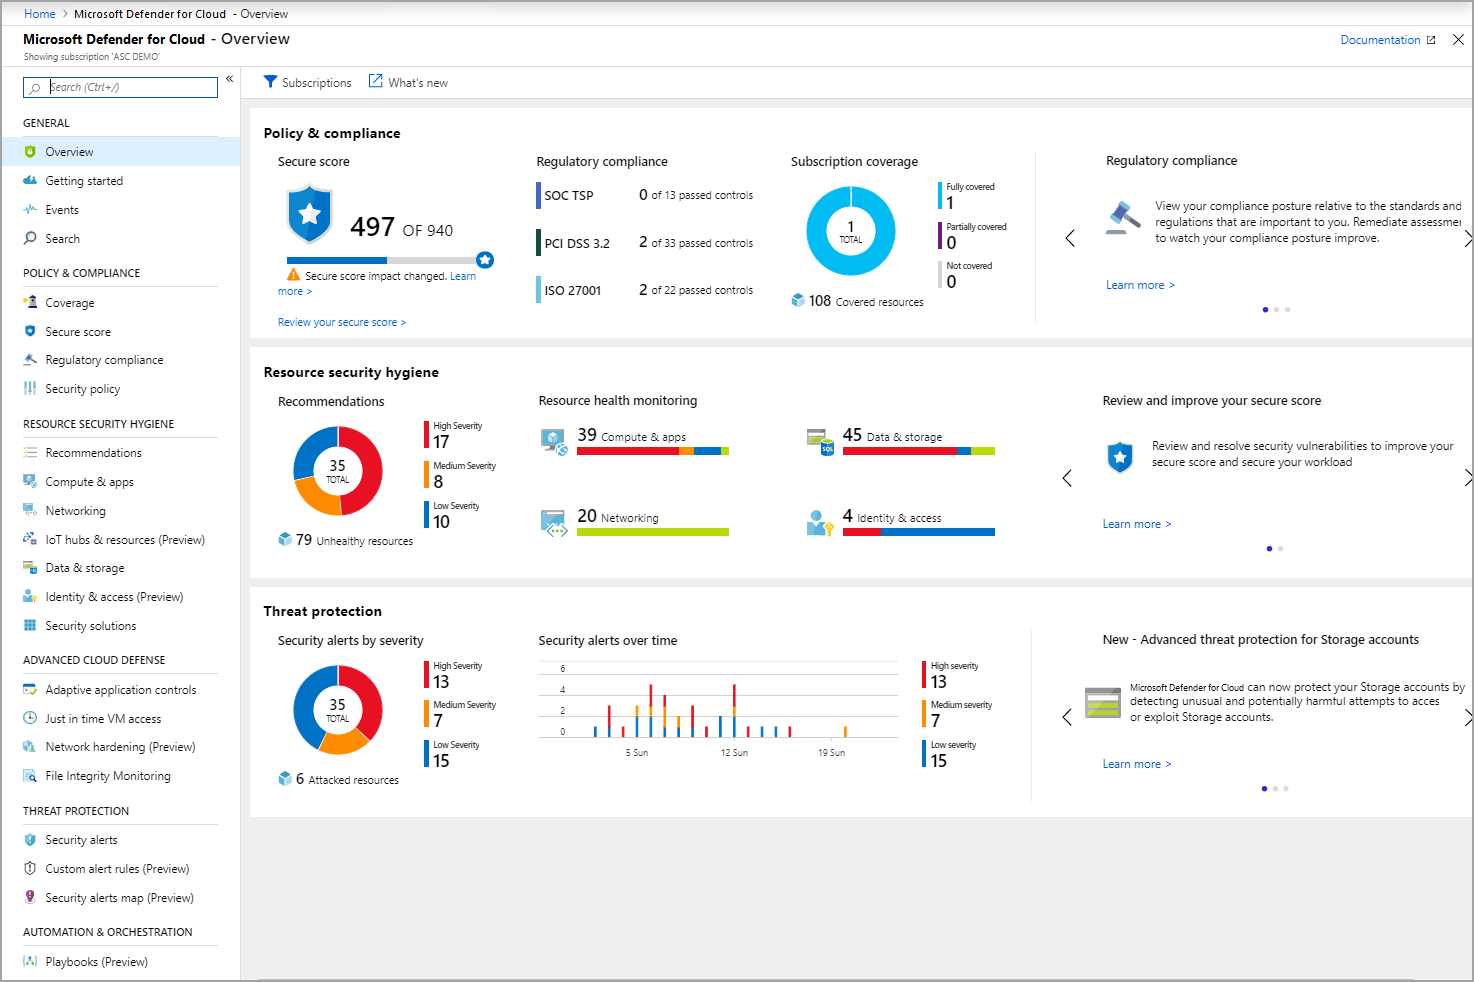 Home > Microsoft Defender for Cloud - Overview
Microsoft Defender for Cloud - Overview
Showing subscription 'ASC DEMO'
Documentation
Search (Ctrl+/)
«
GENERAL
Overview
Getting started
Events
Search
POLICY & COMPLIANCE
Coverage
Secure score
Regulatory compliance
Security policy
RESOURCE SECURITY HYGIENE
Recommendations
Compute & apps
Networking
IoT hubs & resources (Preview)
Data & storage
Identity & access (Preview)
Security solutions
ADVANCED CLOUD DEFENSE
Adaptive application controls
Just in time VM access
Network hardening (Preview)
File Integrity Monitoring
THREAT PROTECTION
Security alerts
Custom alert rules (Preview)
Security alerts map (Preview)
AUTOMATION & ORCHESTRATION
Playbooks (Preview)
Subscriptions
What's new
Policy & compliance
Secure score
497 OF 940
Secure score impact changed. Learn
more >
Review your secure score >
Regulatory compliance
SOC TSP 0 of 13 passed controls
PCI DSS 3.2 2 of 33 passed controls
ISO 27001 2 of 22 passed controls
Subscription coverage
1
TOTAL
Fully covered
1
Partially covered
0
Not covered
0
108 Covered resources
Regulatory compliance
View your compliance posture relative to the standards and
regulations that are important to you. Remediate assessmer
to watch your compliance posture improve.
Learn more >
Resource security hygiene
Recommendations
35
TOTAL
High Severity
17
Medium Severity
8
Low Severity
10
79 Unhealthy resources
Resource health monitoring
39 Compute & apps
45 Data & storage
SQL
20 Networking
4 Identity & access
Review and improve your secure score
Review and resolve security vulnerabilities to improve your
secure score and secure your workload
Learn more >
Threat protection
Security alerts by severity
35
TOTAL
High Severity
13
Medium Severity
7
Low Severity
15
6 Attacked resources
Security alerts over time
6
4
2
0
5 Sun
12 Sun
19 Sun
High severity
13
Medium severity
7
Low severity
15
New - Advanced threat protection for Storage accounts
Microsoft Defender for Cloud can now protect your Storage accounts by
detecting unusual and potentially harmful attempts to acces
or exploit Storage accounts.
Learn more >